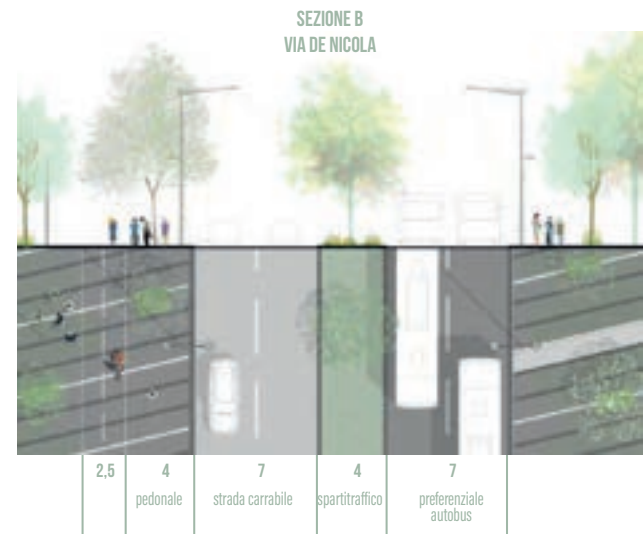 SEZIONE B
VIA DE NICOLA
2,5 4 7 4 7
pedonale strada carrabile spartitraffico preferenziale
autobus